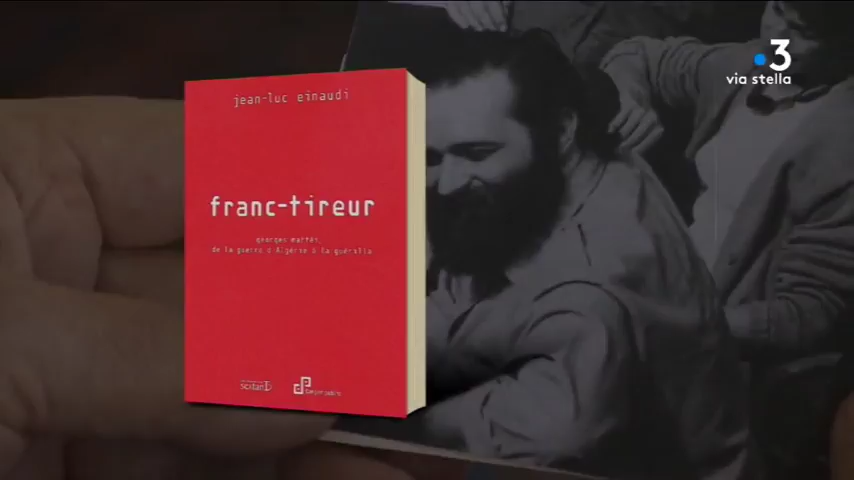 3
via stella
jean-luc einaudi
franc-tireur
georges mattéi,
de la guerre d'Algérie à la guérilla